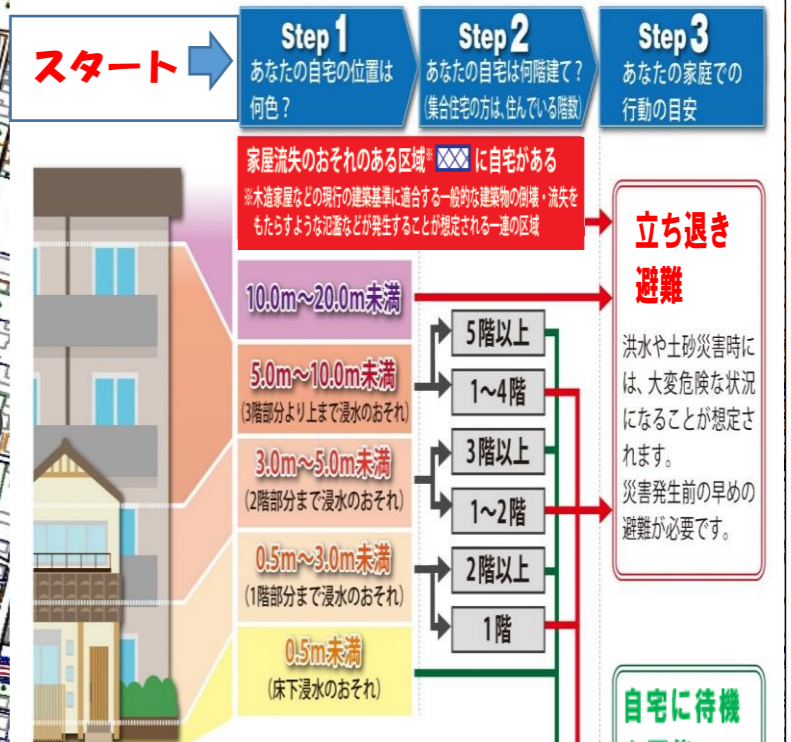 スタート
Step 1
あなたの自宅の位置は
何色？
Step 2
あなたの自宅は何階建て？
(集合住宅の方は、住んでいる階数)
Step 3
あなたの家庭での
行動の目安
家屋流失のおそれのある区域※ に自宅がある
※木造家屋などの現行の建築基準に適合する一般的な建築物の倒壊・流失を
もたらすような氾濫などが発生することが想定される一連の区域
10.0m～20.0m未満
5.0m～10.0m未満
(3階部分より上まで浸水のおそれ)
3.0m～5.0m未満
(2階部分まで浸水のおそれ)
0.5m～3.0m未満
(1階部分まで浸水のおそれ)
0.5m未満
(床下浸水のおそれ)
5階以上
1～4階
3階以上
1～2階
2階以上
1階
立ち退き
避難
洪水や土砂災害時に
は、大変危険な状況
になることが想定さ
れます。
災害発生前の早めの
避難が必要です。
自宅に待機